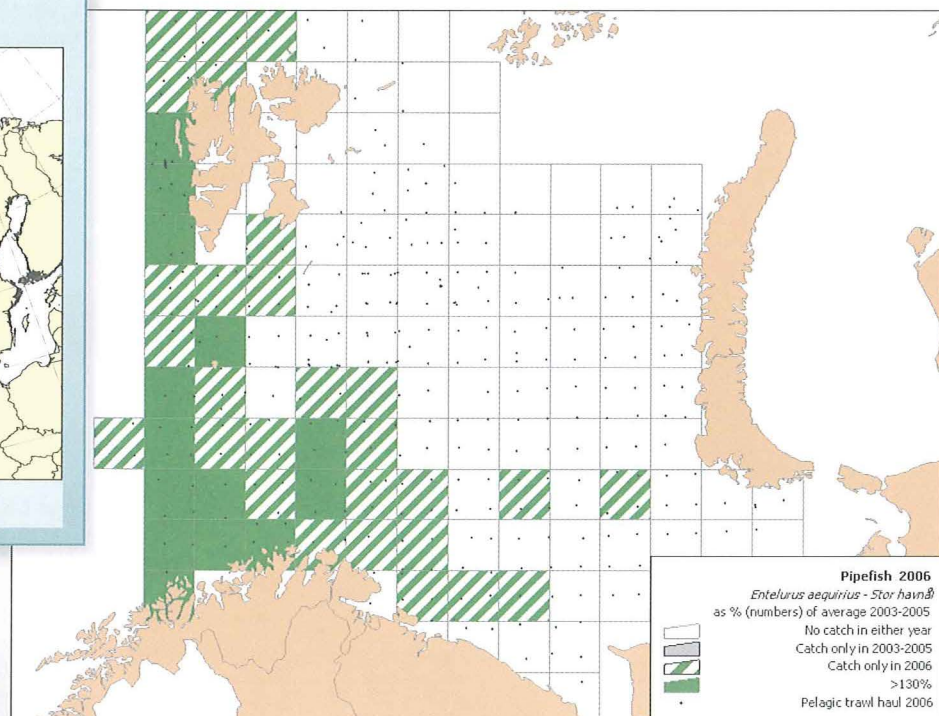 Pipefish 2006
Entelurus aequirius - Stor havnål
as % (numbers) of average 2003-2005
No catch in either year
Catch only in 2003-2005
Catch only in 2006
>130%
Pelagic trawl haul 2006